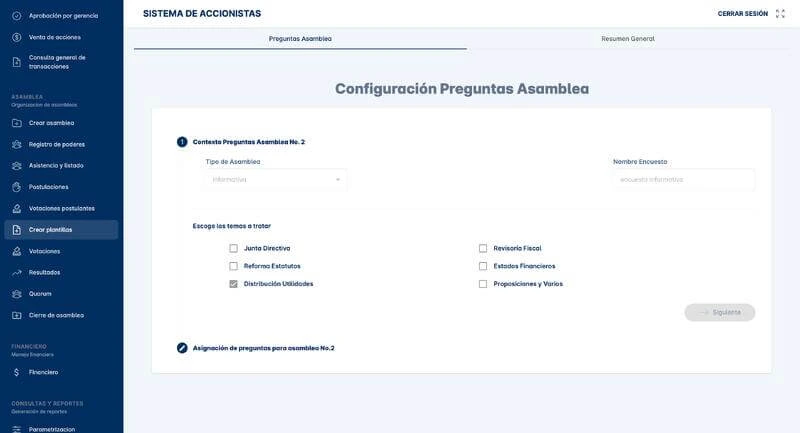 Aprobación por gerencia
Venta de acciones
Consulta general de
transacciones
ASAMBLEA
Organizacion de asambleas
Crear asamblea
Registro de poderes
Asistencia y listado
Postulaciones
Votaciones postulantes
Crear plantillas
Votaciones
Resultados
Quorum
Cierre de asamblea
FINANCIERO
Manejo financiero
Financiero
CONSULTAS Y REPORTES
Generación de reportes
Parametrizacion
SISTEMA DE ACCIONISTAS
CERRAR SESIÓN
Preguntas Asamblea
Resumen General
Configuración Preguntas Asamblea
1 Contexto Preguntas Asamblea No. 2
Tipo de Asamblea
Nombre Encuesta
Informativa
encuesta informativa
Escoge los temas a tratar
Junta Directiva
Revisoría Fiscal
Reforma Estatutos
Estados Financieros
Distribución Utilidades
Proposiciones y Varios
Siguiente
Asignación de preguntas para asamblea No.2